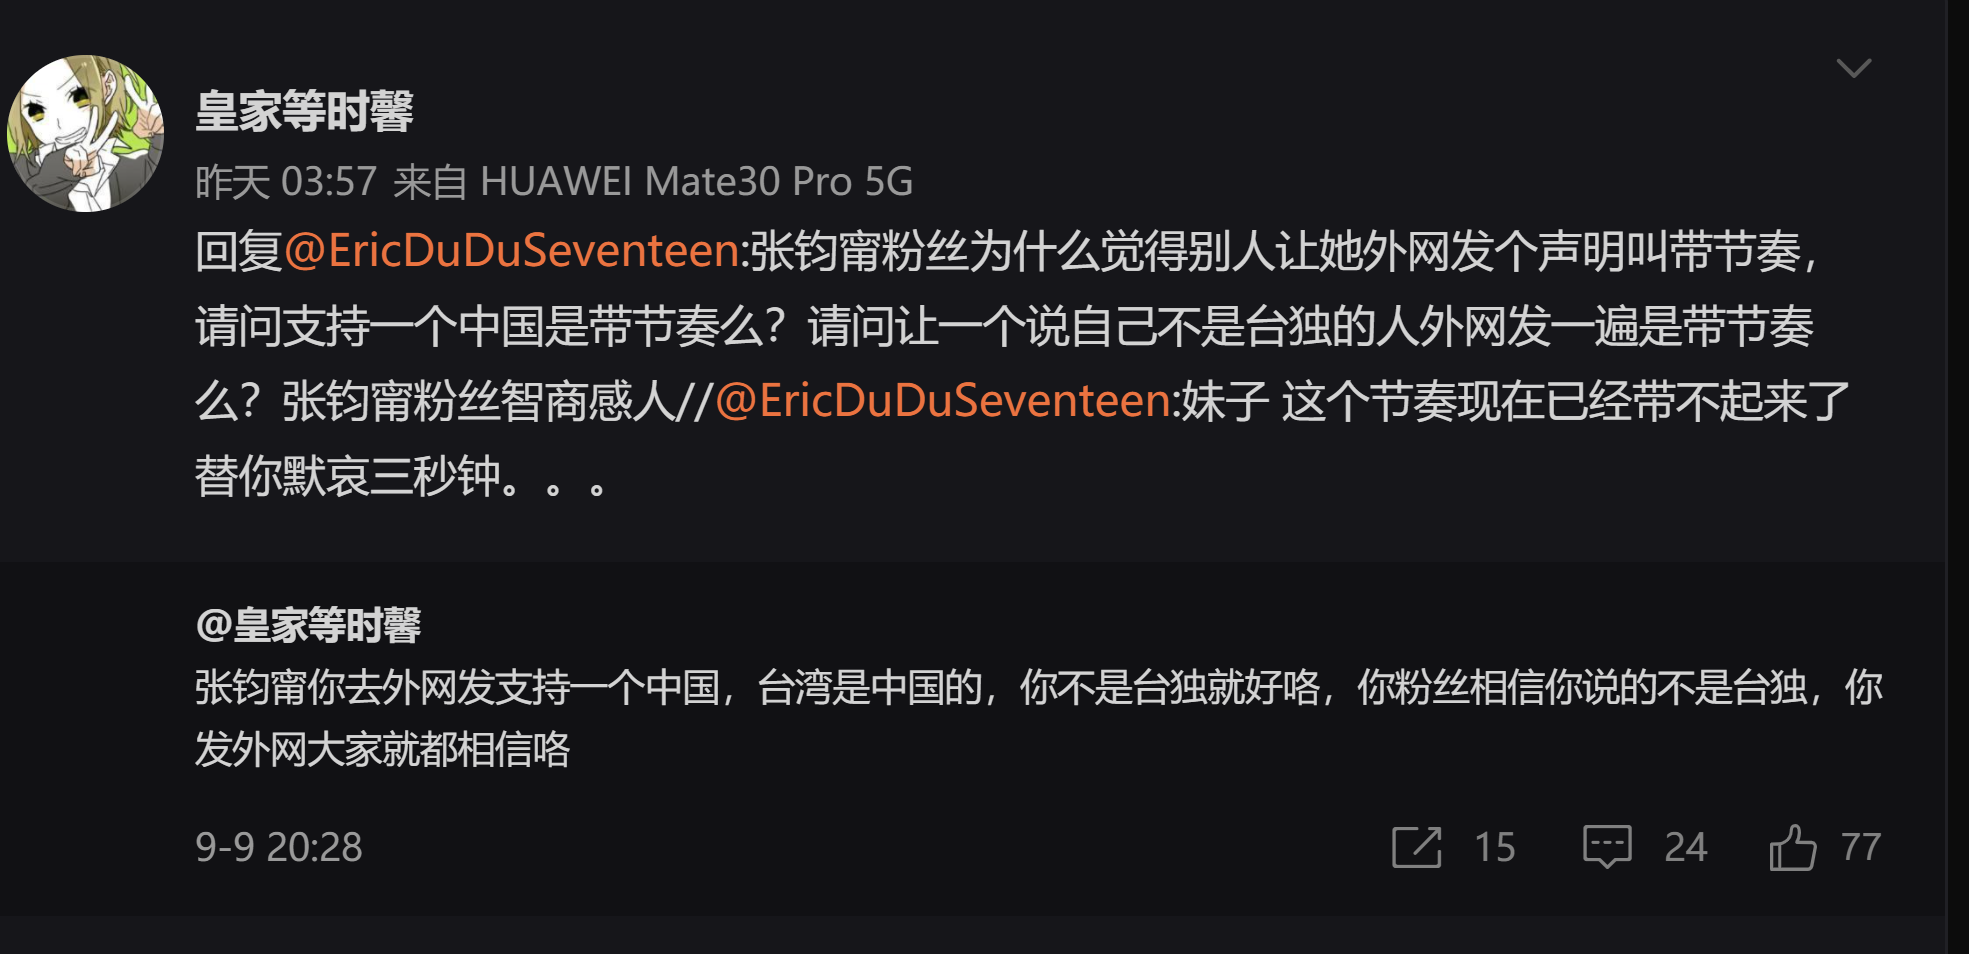 皇家等时馨
昨天 03:57 来自 HUAWEI Mate30 Pro 5G
回复@EricDuDuSeventeen:张钧甯粉丝为什么觉得别人让她外网发个声明叫带节奏，
请问支持一个中国是带节奏么？请问让一个说自己不是台独的人外网发一遍是带节奏
么？张钧甯粉丝智商感人//@EricDuDuSeventeen:妹子 这个节奏现在已经带不起来了
替你默哀三秒钟。。。
@皇家等时馨
张钧甯你去外网发支持一个中国，台湾是中国的，你不是台独就好咯，你粉丝相信你说的不是台独，你
发外网大家就都相信咯
9-9 20:28 15 24 77